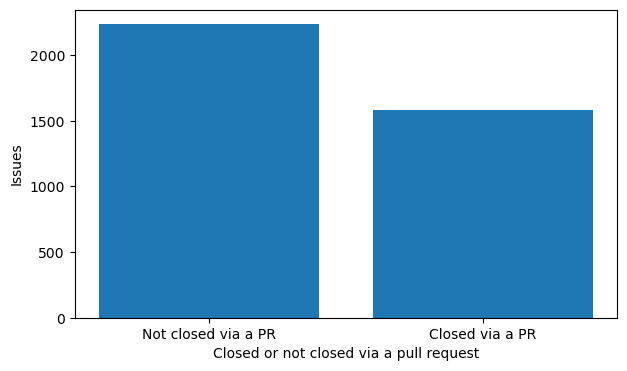 2000
1500
1000
500
0
Issues
Not closed via a PR
Closed via a PR
Closed or not closed via a pull request